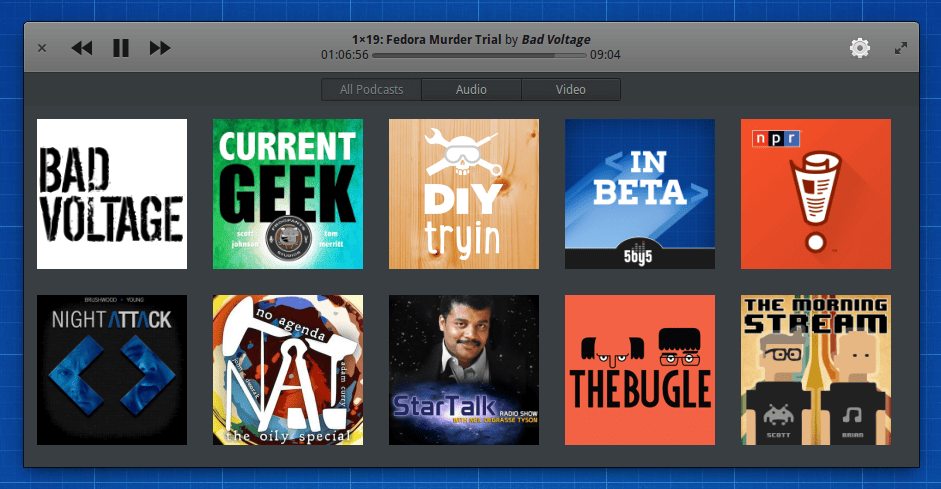 1×19: Fedora Murder Trial by Bad Voltage
01:06:56 09:04
All Podcasts Audio Video
BAD
VOLTAGE
CURRENT
GEEK
scott
johnson
tom
merritt
DIY
tryin
< IN
BETA >
5by5
npr
BRUSHWOOD • YOUNG
NIGHT ATTACK
no agenda
NA
adam curry
the oily special
StarTalk
RADIO SHOW
WITH NEIL DEGRASSE TYSON
THE BUGLE
THE MORNING
STREAM
SCOTT
BRIAN